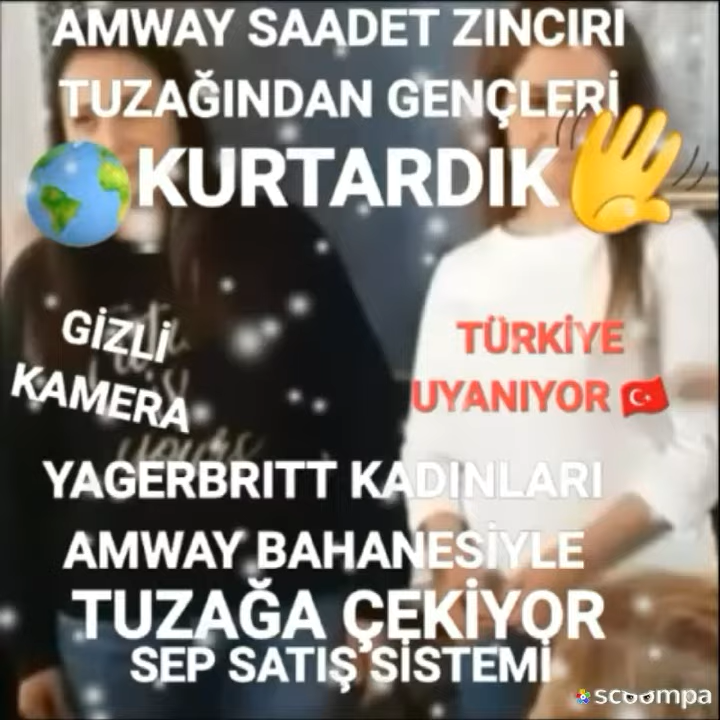 AMWAY SAADET ZINCIRI
TUZAĞINDAN GENÇLERİ
KURTARDIK
GİZLİ
KAMERA
TÜRKİYE
UYANIYOR
YAGERBRITT KADINLARI
AMWAY BAHANESİYLE
TUZAĞA ÇEKİYOR
SEP SATIŞ SİSTEMİ
scoompa